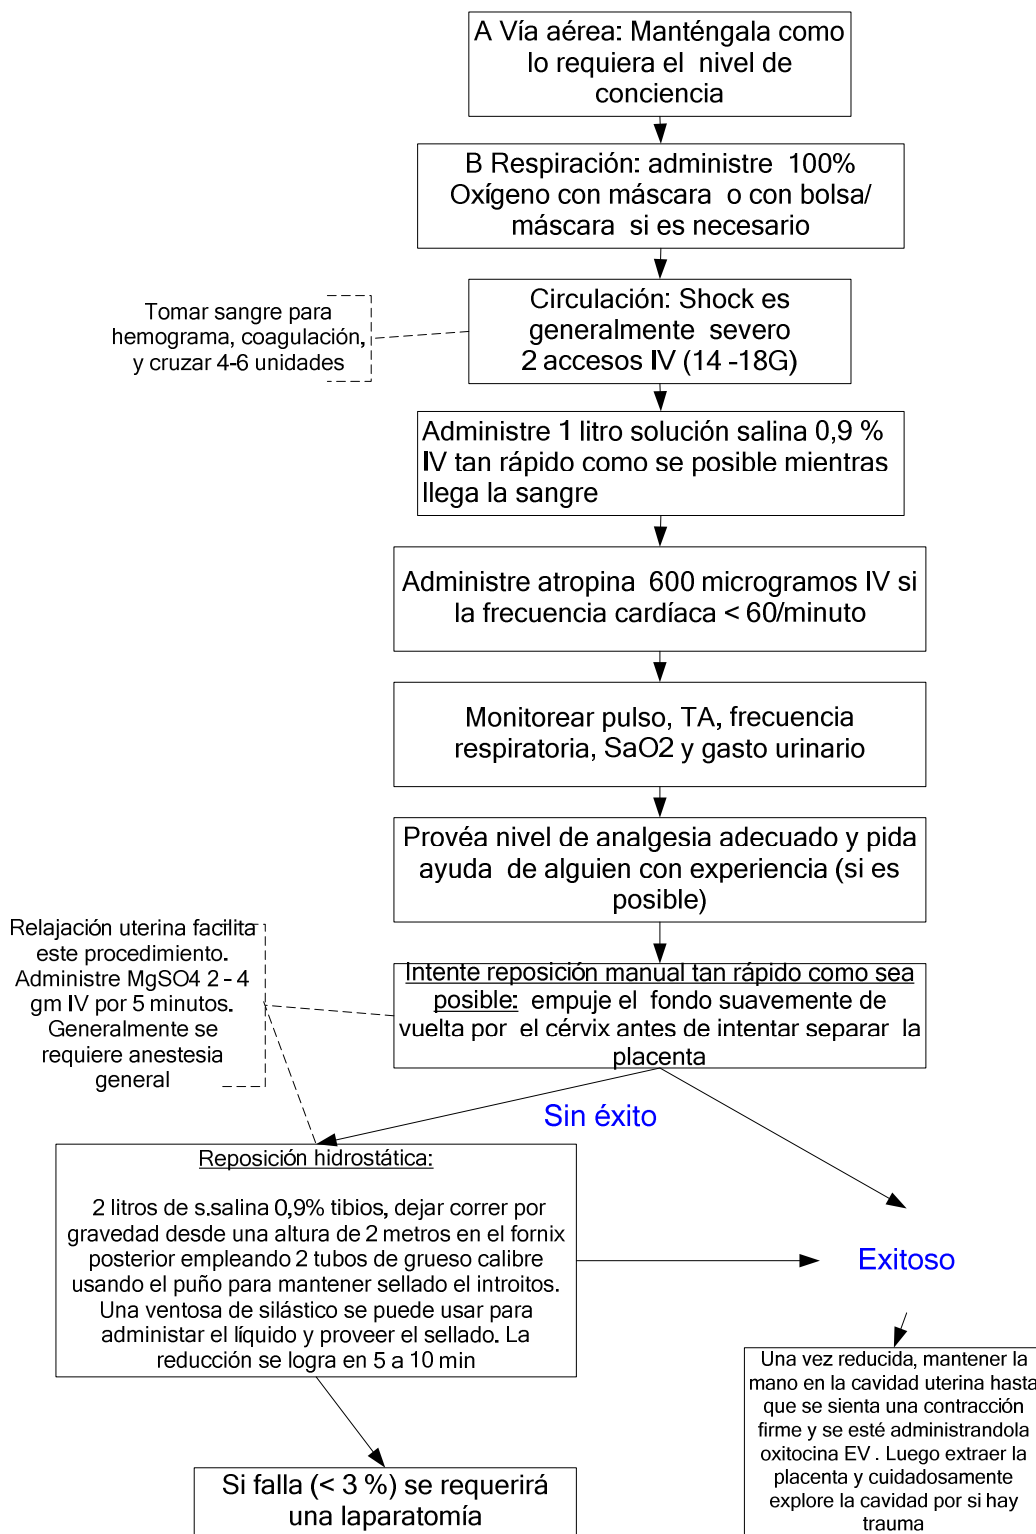 A Vía aérea: Manténgala como
lo requiera el nivel de
conciencia
B Respiración: administre 100%
Oxígeno con máscara o con bolsa/
máscara si es necesario
Tomar sangre para
hemograma, coagulación,
y cruzar 4-6 unidades
Circulación: Shock es
generalmente severo
2 accesos IV (14 -18G)
Administre 1 litro solución salina 0,9 %
IV tan rápido como se posible mientras
llega la sangre
Administre atropina 600 microgramos IV si
la frecuencia cardíaca < 60/minuto
Monitorear pulso, TA, frecuencia
respiratoria, SaO2 y gasto urinario
Provéa nivel de analgesia adecuado y pida
ayuda de alguien con experiencia (si es
posible)
Relajación uterina facilita
este procedimiento.
Administre MgSO4 2 - 4
gm IV por 5 minutos.
Generalmente se
requiere anestesia
general
Intente reposición manual tan rápido como sea
posible: empuje el fondo suavemente de
vuelta por el cérvix antes de intentar separar la
placenta
Sin éxito
Reposición hidrostática:
2 litros de s.salina 0,9% tibios, dejar correr por
gravedad desde una altura de 2 metros en el fornix
posterior empleando 2 tubos de grueso calibre
usando el puño para mantener sellado el introitos.
Una ventosa de silástico se puede usar para
administar el líquido y proveer el sellado. La
reducción se logra en 5 a 10 min
Exitoso
Una vez reducida, mantener la
mano en la cavidad uterina hasta
que se sienta una contracción
firme y se esté administrandola
oxitocina EV . Luego extraer la
placenta y cuidadosamente
explore la cavidad por si hay
trauma
Si falla (< 3 %) se requerirá
una laparatomía